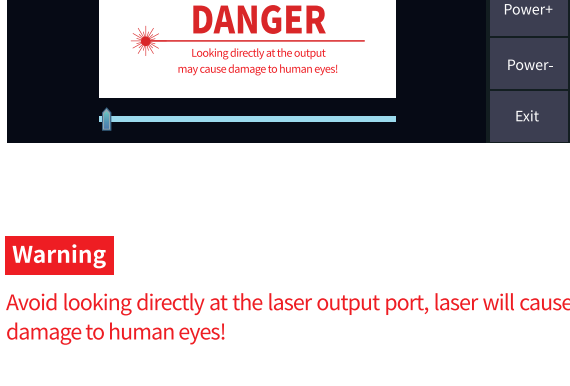 DANGER
Looking directly at the output
may cause damage to human eyes!
Power+
Power-
Exit
Warning
Avoid looking directly at the laser output port, laser will cause
damage to human eyes!